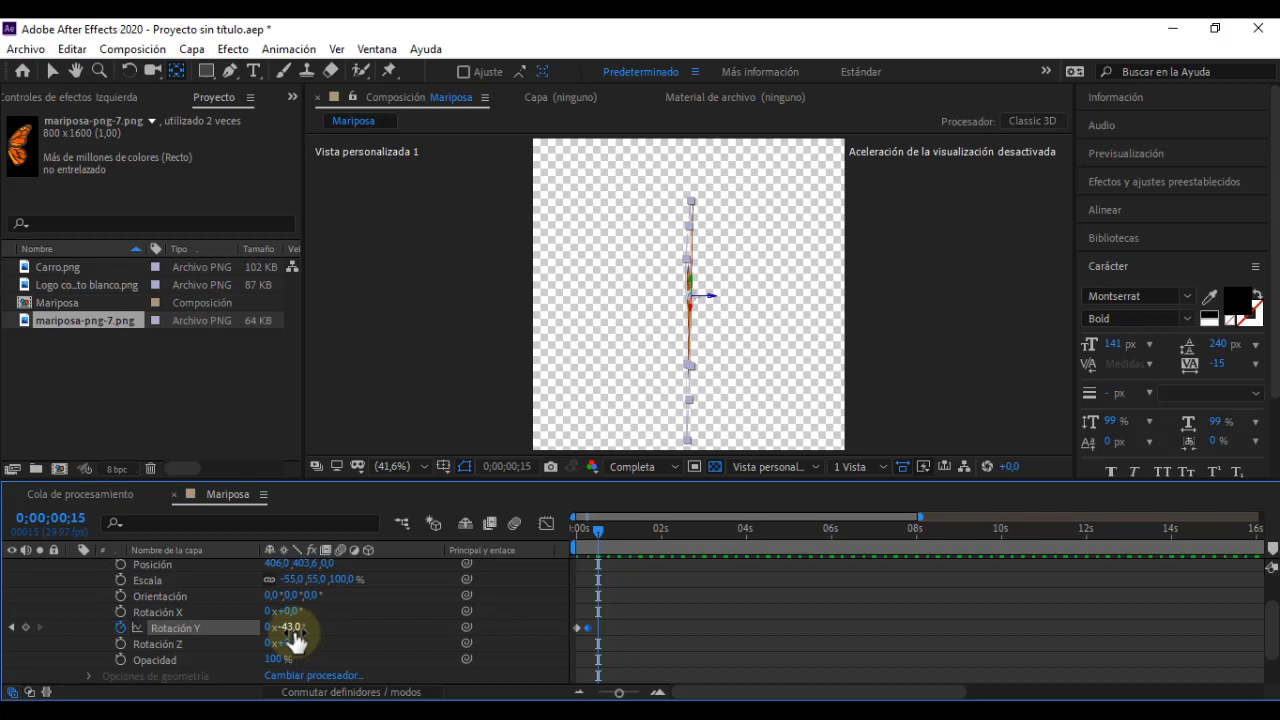 Ae Adobe After Effects 2020 - Proyecto sin título.aep *
Archivo Editar Composición Capa Efecto Animación Ver Ventana Ayuda
Ajuste Predeterminado Más información Estándar Buscar en la Ayuda
Controles de efectos Izquierda Proyecto
Composición Mariposa Capa (ninguno) Material de archivo (ninguno)
Información
mariposa-png-7.png , utilizado 2 veces
800 x 1600 (1,00)
Más de millones de colores (Recto)
no entrelazado
Mariposa Procesador: Classic 3D
Vista personalizada 1 Aceleración de la visualización desactivada
Audio
Previsualización
Efectos y ajustes preestablecidos
Alinear
Bibliotecas
Carácter
Nombre Tipo Tamaño Vel
Carro.png Archivo PNG 102 KB
Logo co...to blanco.png Archivo PNG 87 KB
Mariposa Composición
mariposa-png-7.png Archivo PNG 64 KB
Montserrat
Bold
141 px 240 px
Medidas -15
- px
99 % 99 %
0 px 0 %
8 bpc
(41,6%) 0;00;00;15 Completa Vista personal... 1 Vista +0,0
Cola de procesamiento Mariposa
0;00;00;15
00015 (29.97 fps)
:00s 02s 04s 06s 08s 10s 12s 14s 16s
# Nombre de la capa Principal y enlace
Posición 406,0,403,6,0,0
Escala -55,0,55,0,100,0 %
Orientación 0,0°,0,0°,0,0°
Rotación X 0 x+0,0°
Rotación Y 0 x-43,0
Rotación Z 0
Opacidad 100 %
Opciones de geometría Cambiar procesador...
Conmutar definidores / modos